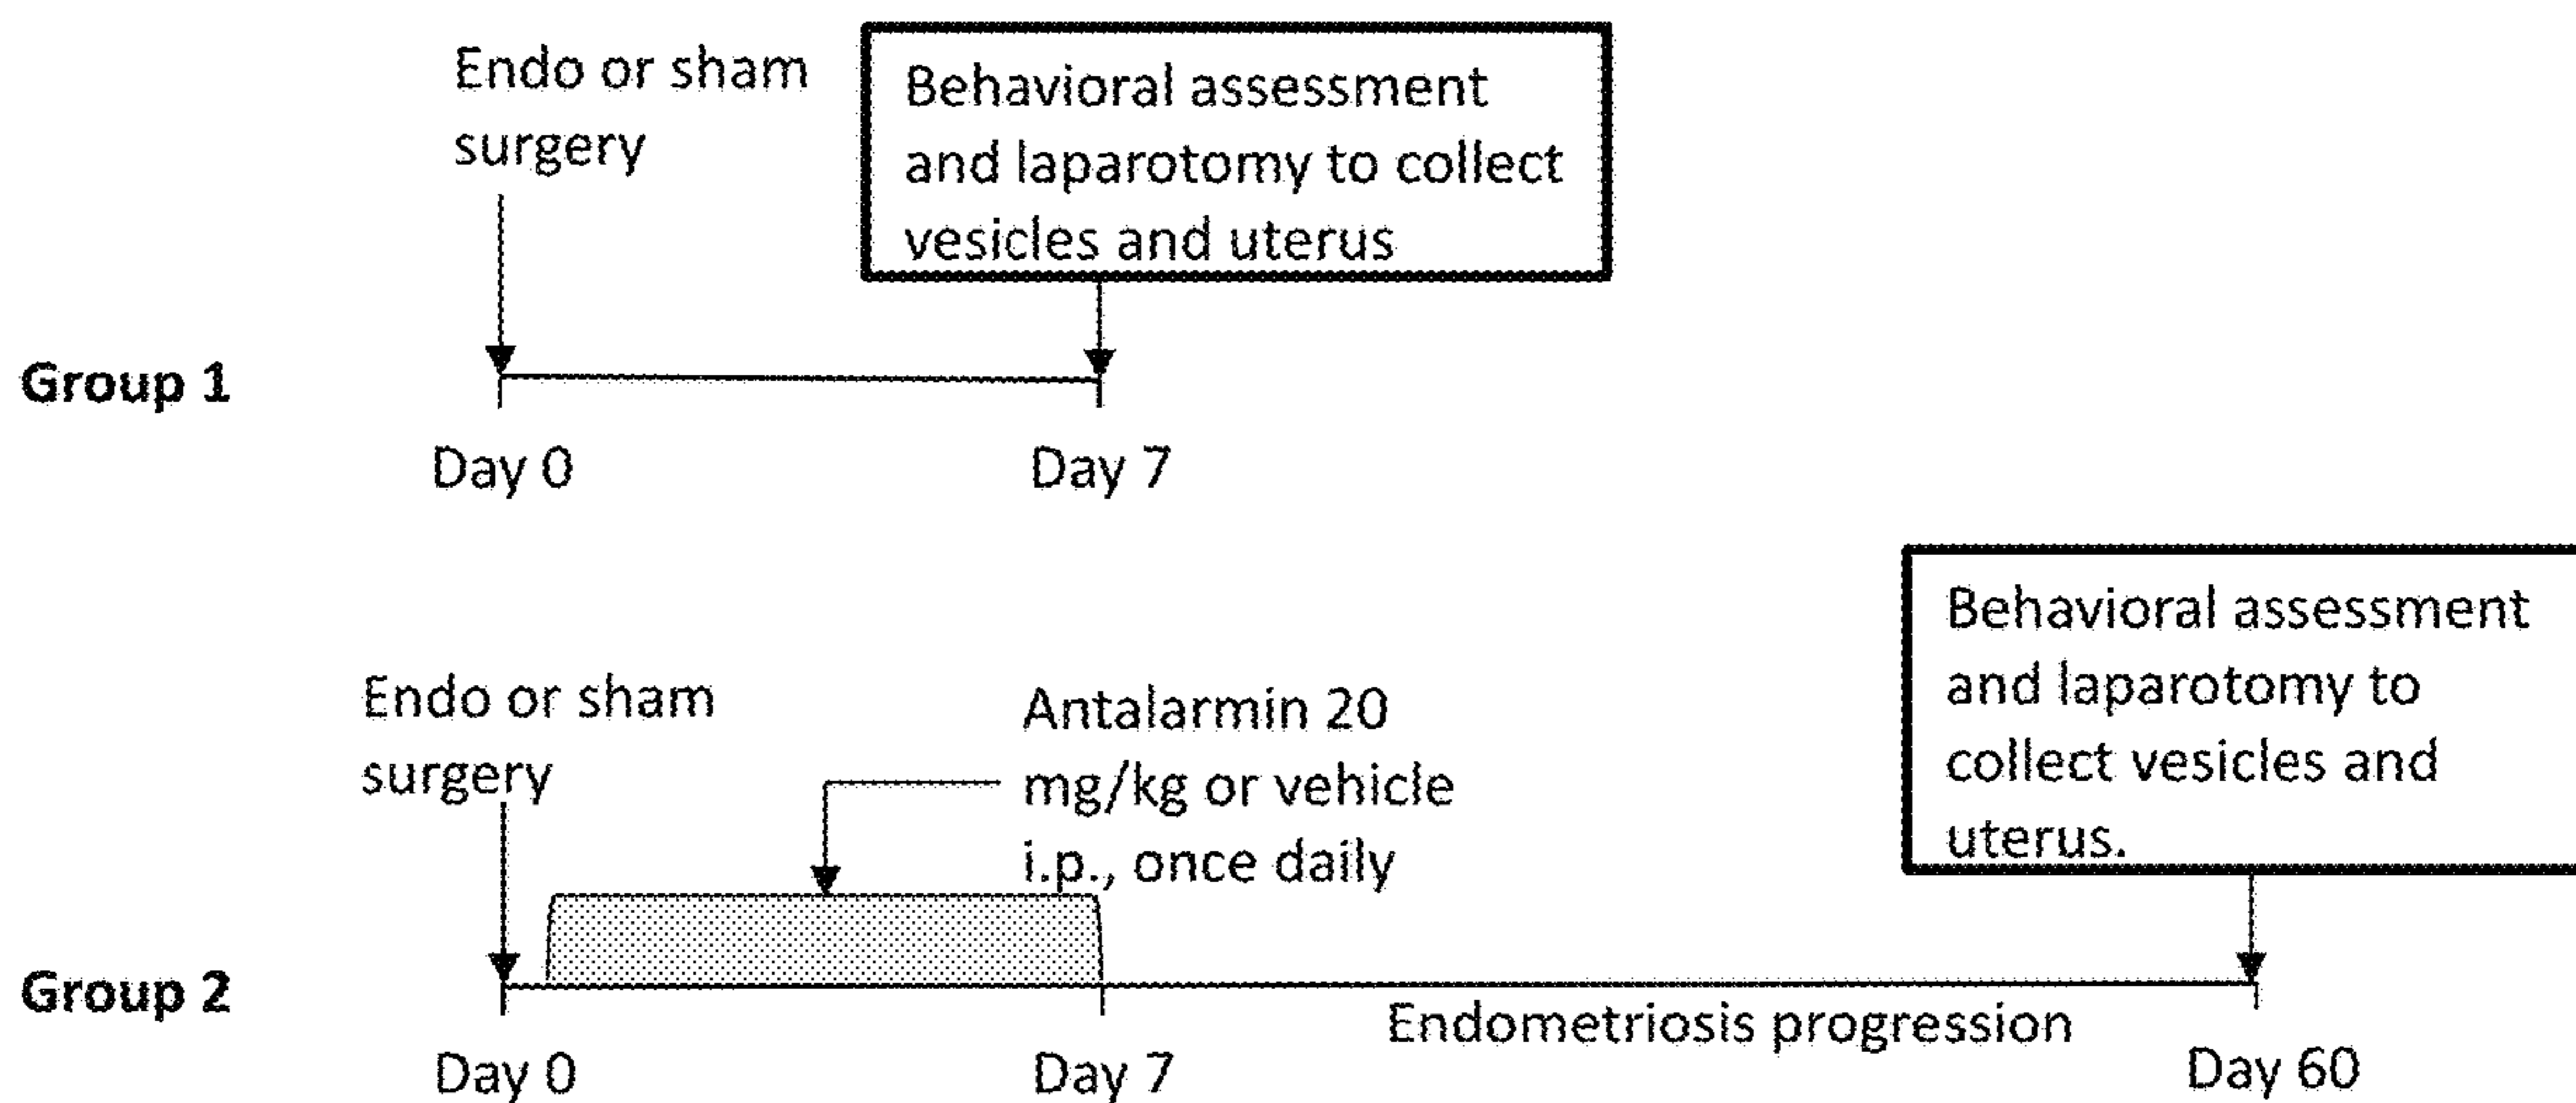 Endo or sham
surgery
Behavioral assessment
and laparotomy to collect
vesicles and uterus
Group 1
Day 0
Day 7
Endo or sham
surgery
Antalarmin 20
mg/kg or vehicle
i.p., once daily
Behavioral assessment
and laparotomy to
collect vesicles and
uterus.
Group 2
Endometriosis progression
Day 0
Day 7
Day 60